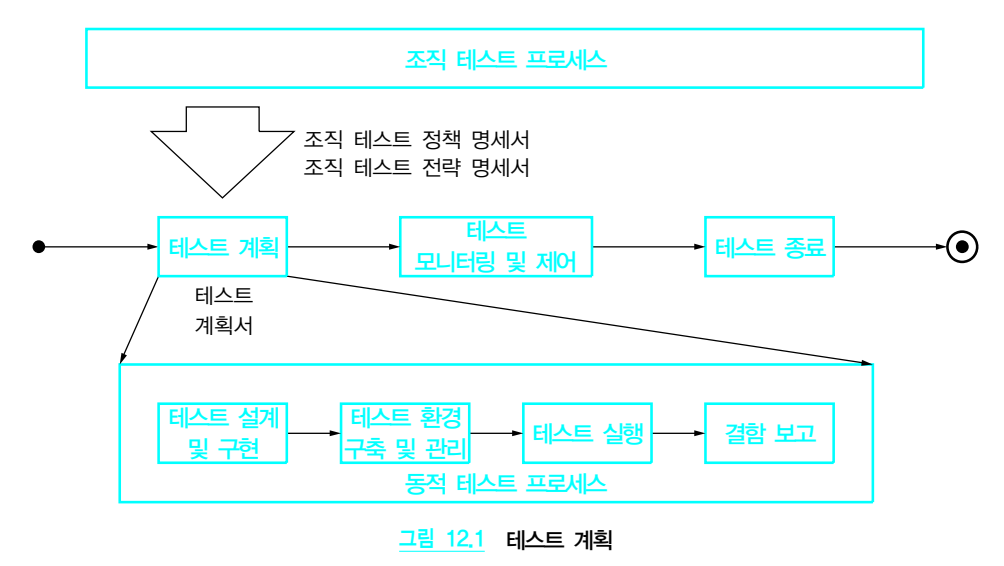 조직 테스트 프로세스
조직 테스트 정책 명세서
조직 테스트 전략 명세서
테스트 계획
테스트
모니터링 및 제어
테스트 종료
테스트
계획서
테스트 설계
및 구현
테스트 환경
구축 및 관리
테스트 실행
결함 보고
동적 테스트 프로세스
그림 12.1 테스트 계획